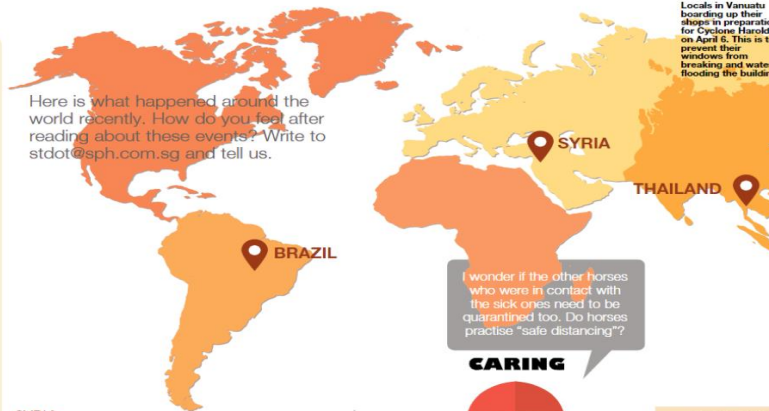 Locals in Vanuatu
boarding up their
shops in preparatio
for Cyclone Harold
on April 6. This is t
prevent their
windows from
breaking and wate
flooding the buildin
Here is what happened around the
world recently. How do you feel after
reading about these events? Write to
stdot@sph.com.sg and tell us.
SYRIA
THAILAND
BRAZIL
I wonder if the other horses
who were in contact with
the sick ones need to be
quarantined too. Do horses
practise "safe distancing"?
CARING